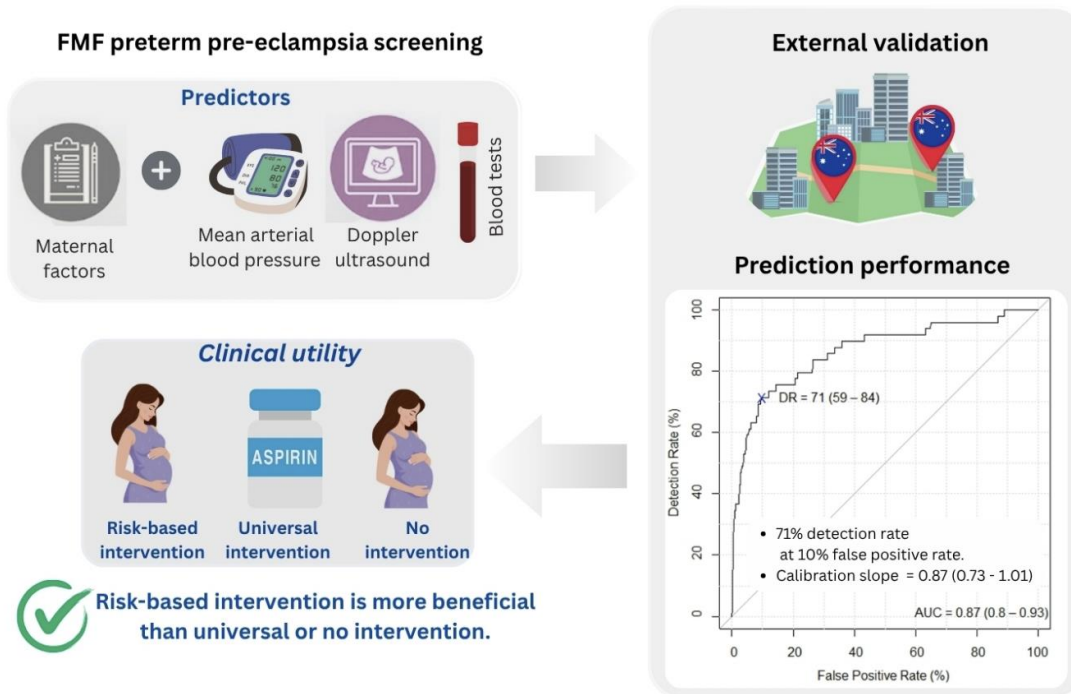 FMF preterm pre-eclampsia screening
Predictors
Maternal
factors
+
120
80
Mean arterial
blood pressure
Doppler
ultrasound
Blood tests
External validation
Prediction performance
Detection Rate (%)
100
80
60
40
20
0
DR = 71 (59 – 84)
• 71% detection rate
at 10% false positive rate.
• Calibration slope = 0.87 (0.73 - 1.01)
AUC = 0.87 (0.8 – 0.93)
0 20 40 60 80 100
False Positive Rate (%)
Clinical utility
ASPIRIN
Risk-based
intervention
Universal
intervention
No
intervention
Risk-based intervention is more beneficial
than universal or no intervention.